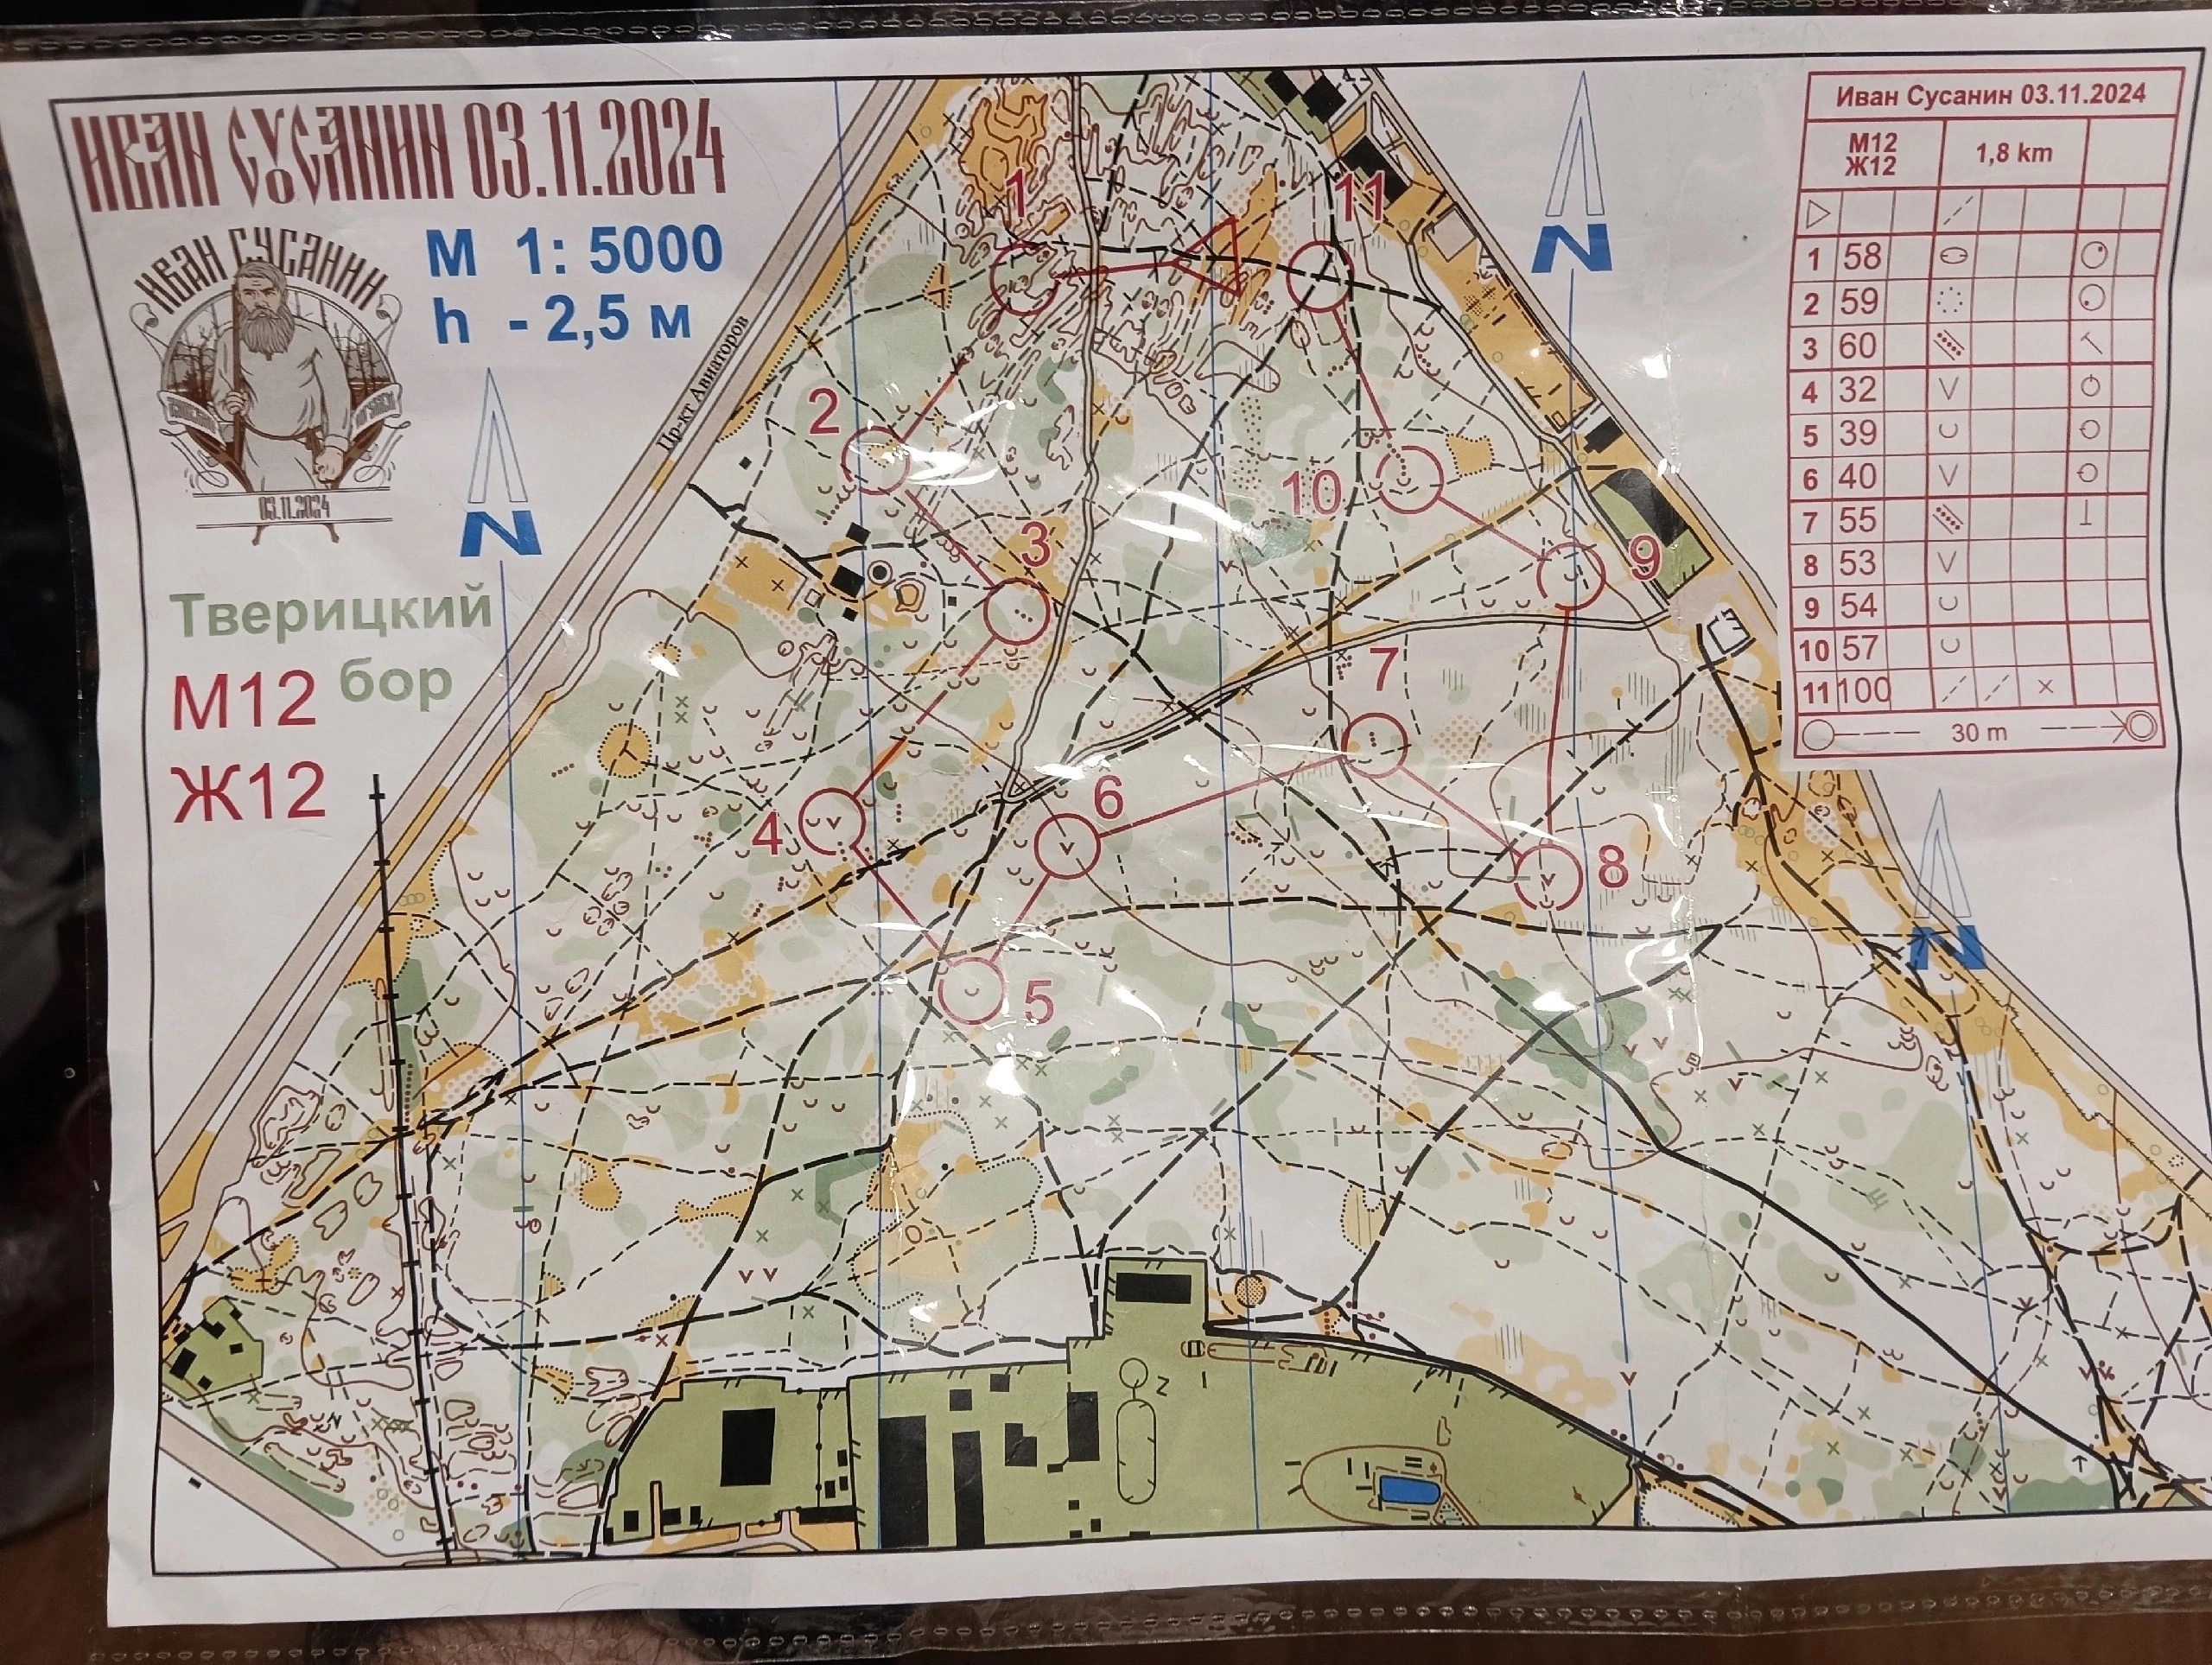 ИВАН СУСАНИН 03.11.2024
ИВАН СУСАНИН
03.11.2024
М 1: 5000
h - 2,5 м
N
Тверицкий
бор
М12
Ж12
Пр-кт Авиаторов
N
N
1
2
3
4
5
6
7
8
9
10
11
Иван Сусанин 03.11.2024
М12
Ж12
1,8 km
1 58
2 59
3 60
4 32
5 39
6 40
7 55
8 53
9 54
10 57
11 100
30 m